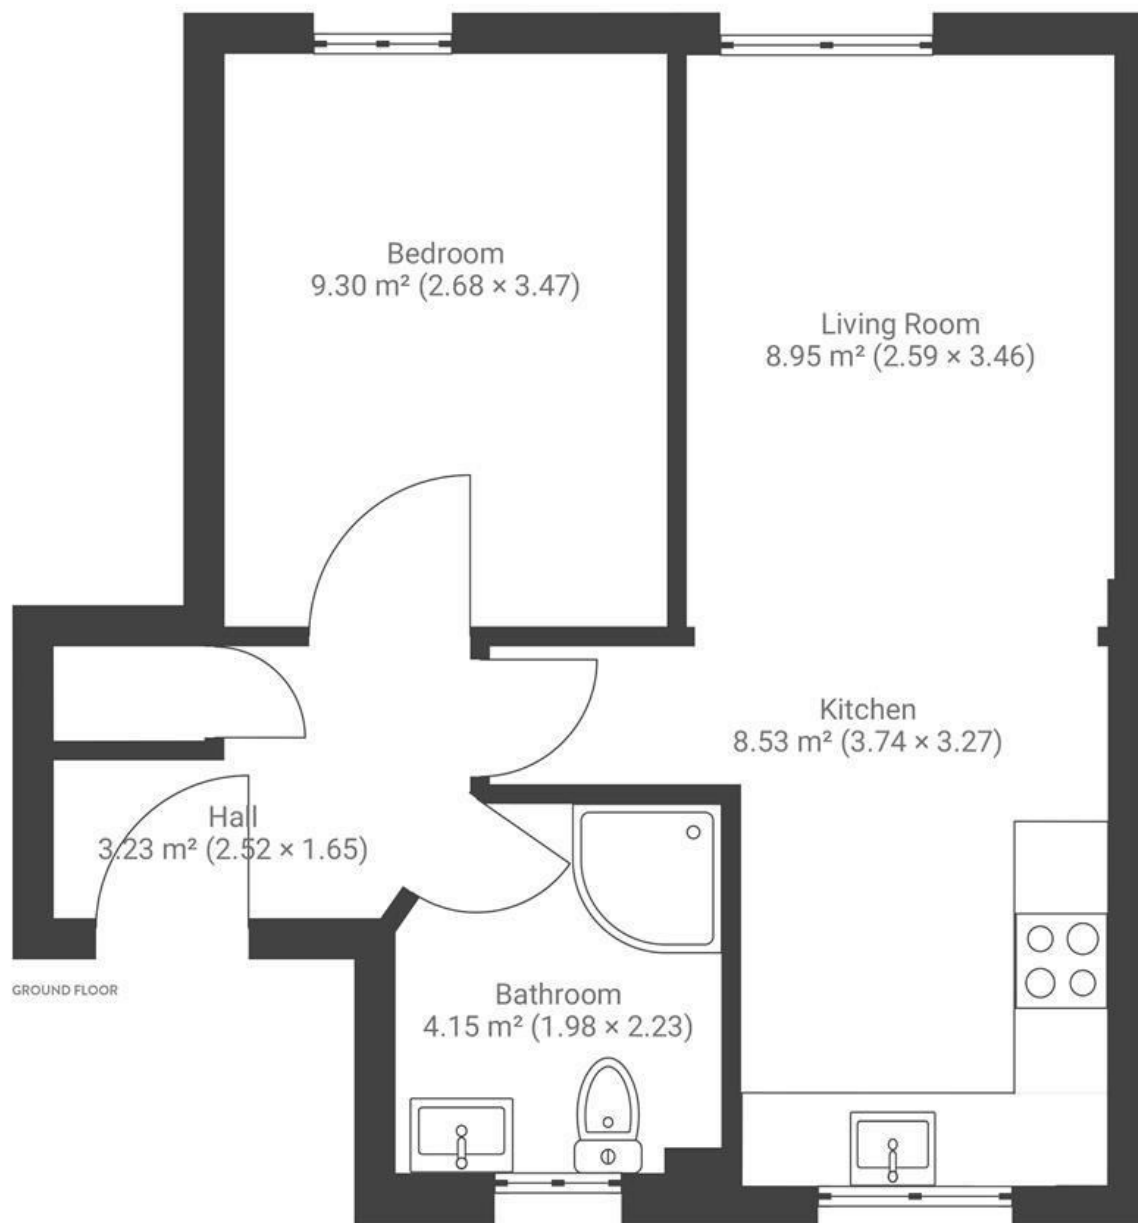 Bedroom
9.30 m² (2.68 × 3.47)
Living Room
8.95 m² (2.59 × 3.46)
Kitchen
8.53 m² (3.74 × 3.27)
Hall
3.23 m² (2.52 × 1.65)
Bathroom
4.15 m² (1.98 × 2.23)
GROUND FLOOR